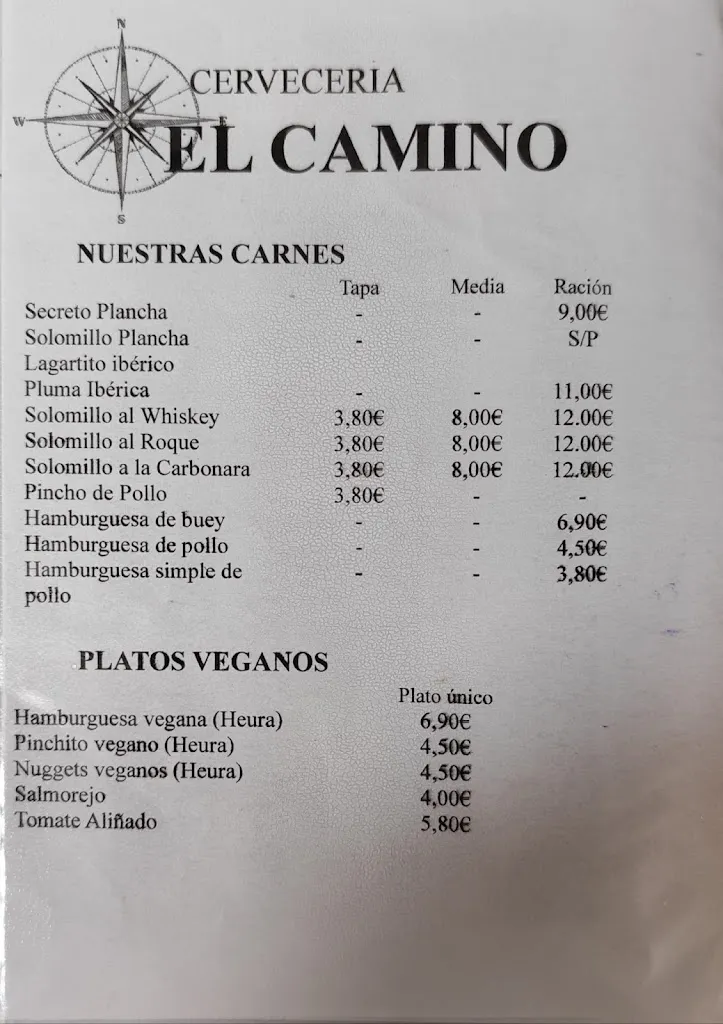 N
W E
S
CERVECERIA
EL CAMINO
NUESTRAS CARNES
Tapa Media Ración
Secreto Plancha - - 9,00€
Solomillo Plancha - - S/P
Lagartito ibérico
Pluma Ibérica - - 11,00€
Solomillo al Whiskey 3,80€ 8,00€ 12.00€
Solomillo al Roque 3,80€ 8,00€ 12.00€
Solomillo a la Carbonara 3,80€ 8,00€ 12.00€
Pincho de Pollo 3,80€ - -
Hamburguesa de buey - - 6,90€
Hamburguesa de pollo - - 4,50€
Hamburguesa simple de - - 3,80€
pollo
PLATOS VEGANOS
Plato único
Hamburguesa vegana (Heura) 6,90€
Pinchito vegano (Heura) 4,50€
Nuggets veganos (Heura) 4,50€
Salmorejo 4,00€
Tomate Aliñado 5,80€